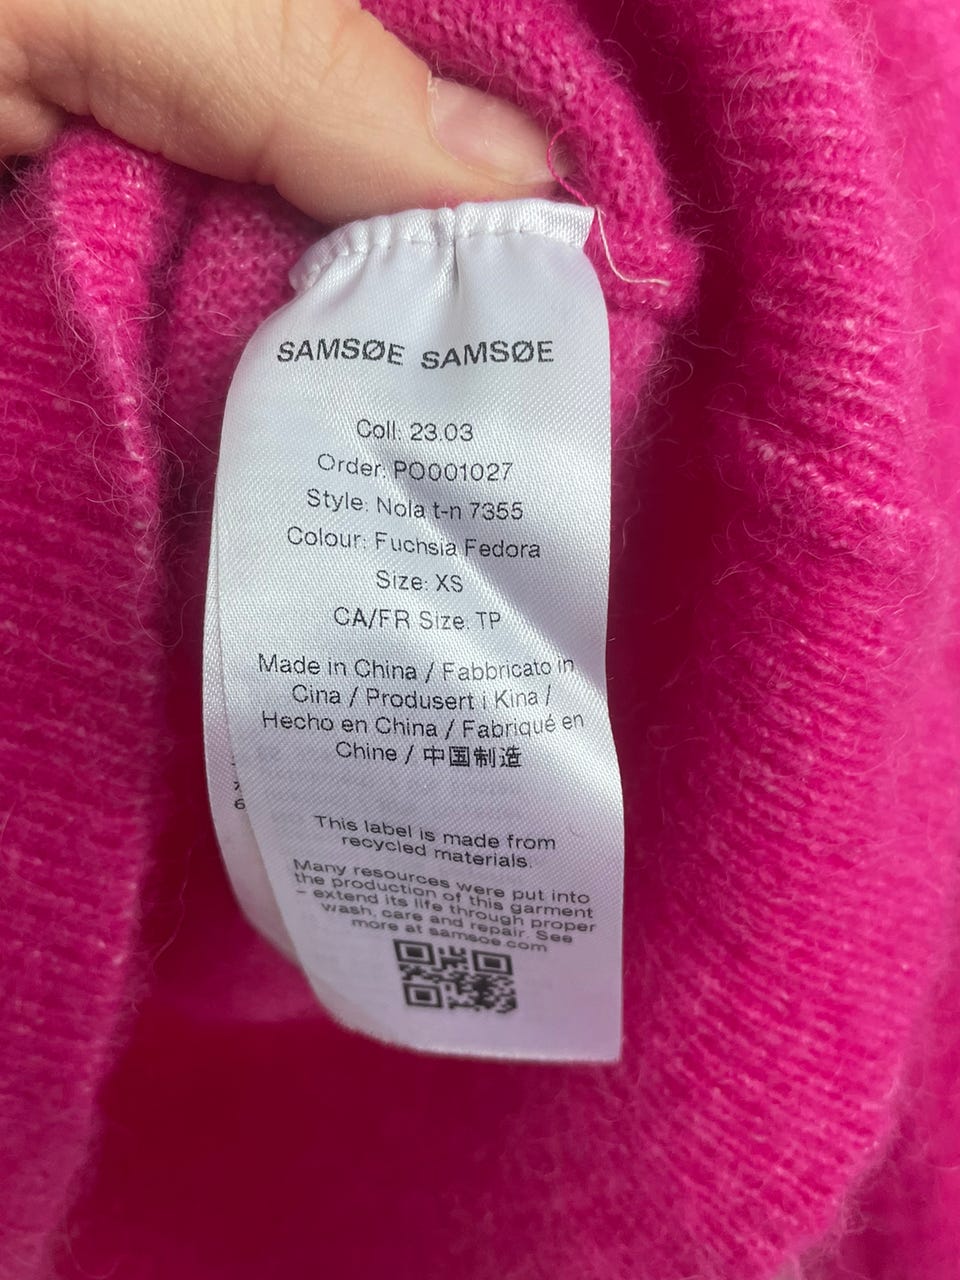 SAMSØE SAMSØE
Coll: 23.03
Order: PO001027
Style: Nola t-n 7355
Colour: Fuchsia Fedora
Size: XS
CA/FR Size: TP
Made in China / Fabbricato in
Cina / Produsert i Kina /
Hecho en China / Fabriqué en
Chine / 中国制造
This label is made from
recycled materials.
Many resources were put into
the production of this garment
– extend its life through proper
wash, care and repair. See
more at samsoe.com